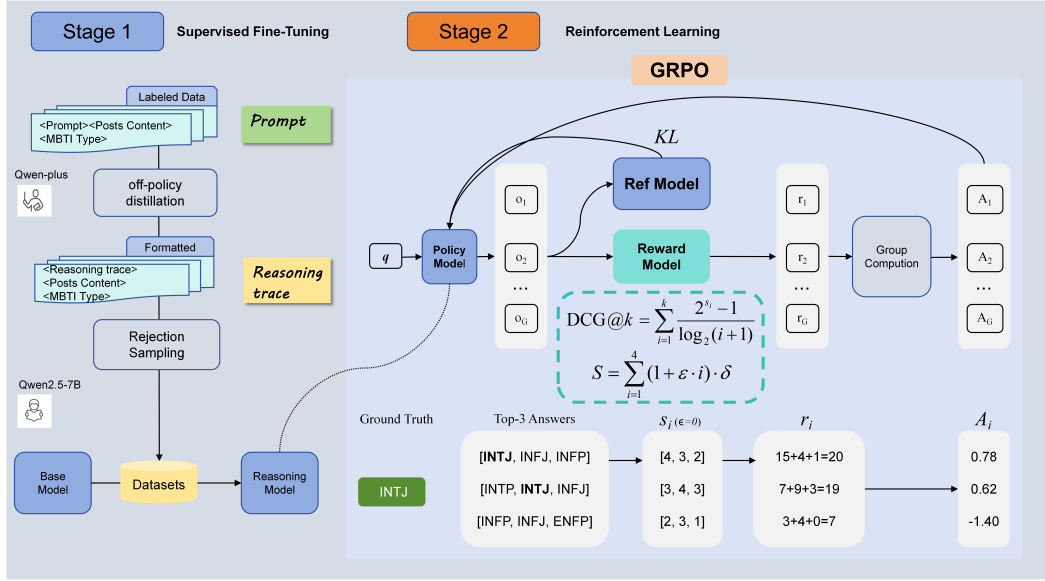 Stage 1
Supervised Fine-Tuning
Stage 2
Reinforcement Learning
GRPO
Labeled Data
<Prompt><Posts Content>
<MBTI Type>
Prompt
Qwen-plus
off-policy
distillation
Formatted
<Reasoning trace>
<Posts Content>
<MBTI Type>
Reasoning
trace
Rejection
Sampling
Qwen2.5-7B
Base
Model
Datasets
Reasoning
Model
KL
q
Policy
Model
o1
o2
...
oG
Ref Model
Reward
Model
r1
r2
...
rG
Group
Compution
A1
A2
...
AG
DCG@k = ∑_{i=1}^{k} (2^{s_i} − 1) / log_2(i+1)
S = ∑_{i=1}^{4} (1 + ε · i) · δ
Ground Truth
Top-3 Answers
s_i (ϵ=0)
r_i
A_i
INTJ
[INTJ, INFJ, INFP]
[4, 3, 2]
15+4+1=20
0.78
[INTP, INTJ, INFJ]
[3, 4, 3]
7+9+3=19
0.62
[INFP, INFJ, ENFP]
[2, 3, 1]
3+4+0=7
-1.40